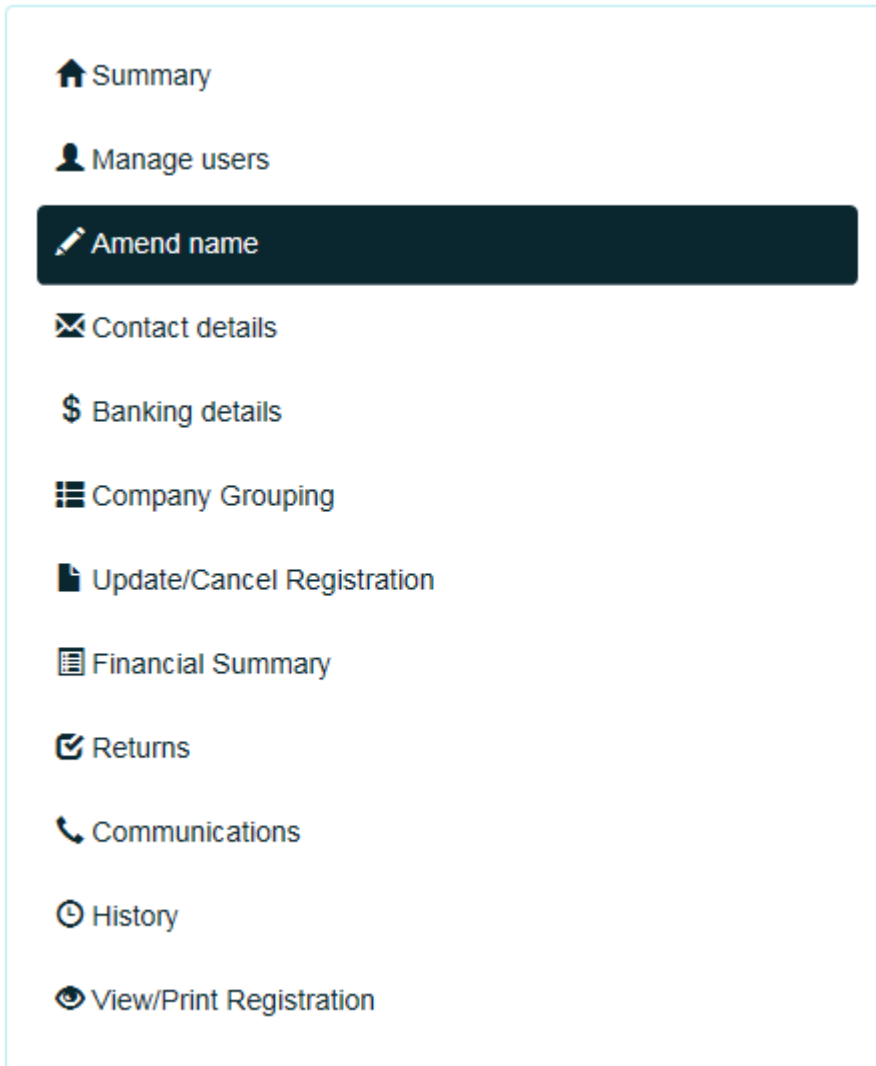 Summary
Manage users
Amend name
Contact details
$ Banking details
Company Grouping
Update/Cancel Registration
Financial Summary
Returns
Communications
History
View/Print Registration